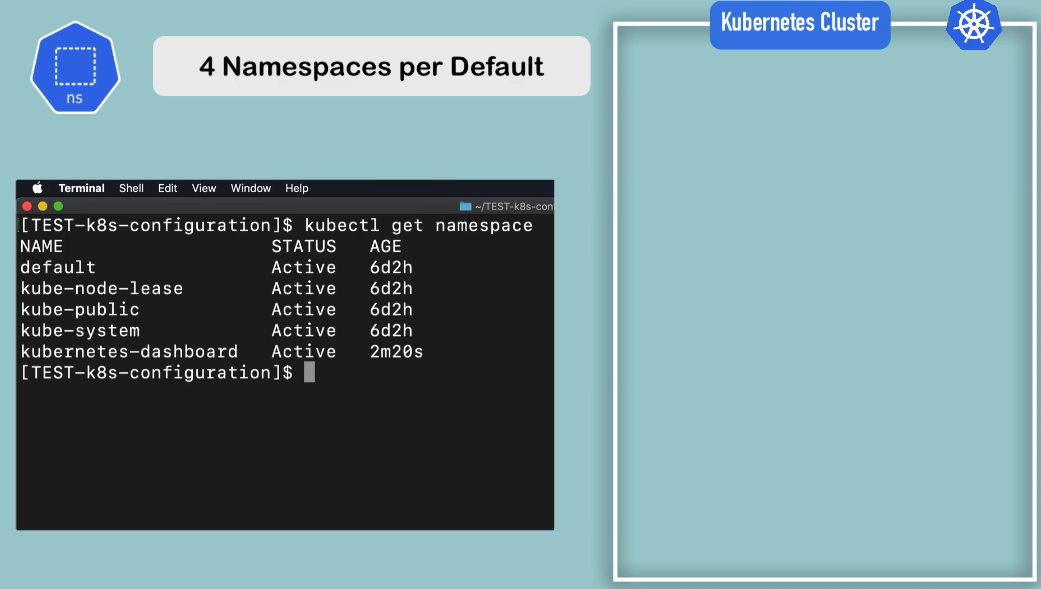 Kubernetes Cluster
4 Namespaces per Default
ns
Terminal Shell Edit View Window Help
~/TEST-k8s-con
[TEST-k8s-configuration]$ kubectl get namespace
NAME STATUS AGE
default Active 6d2h
kube-node-lease Active 6d2h
kube-public Active 6d2h
kube-system Active 6d2h
kubernetes-dashboard Active 2m20s
[TEST-k8s-configuration]$